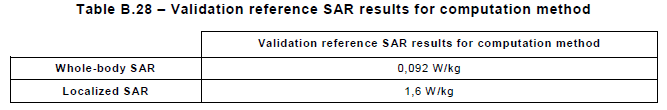 Table B.28 – Validation reference SAR results for computation method
Validation reference SAR results for computation method
Whole-body SAR 0,092 W/kg
Localized SAR 1,6 W/kg